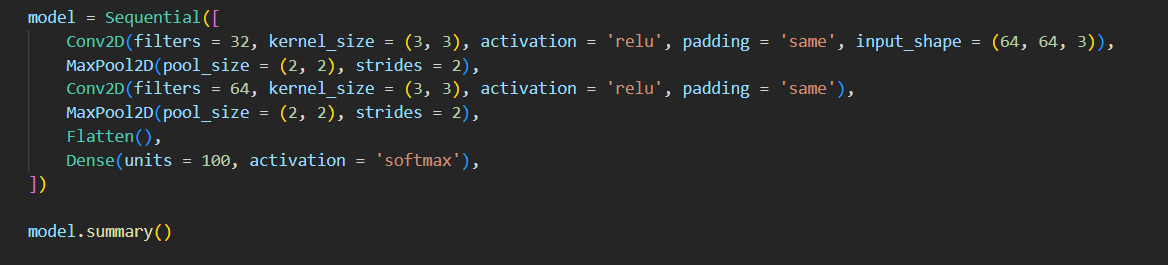 model = Sequential([
    Conv2D(filters = 32, kernel_size = (3, 3), activation = 'relu', padding = 'same', input_shape = (64, 64, 3)),
    MaxPool2D(pool_size = (2, 2), strides = 2),
    Conv2D(filters = 64, kernel_size = (3, 3), activation = 'relu', padding = 'same'),
    MaxPool2D(pool_size = (2, 2), strides = 2),
    Flatten(),
    Dense(units = 100, activation = 'softmax'),
])
model.summary()